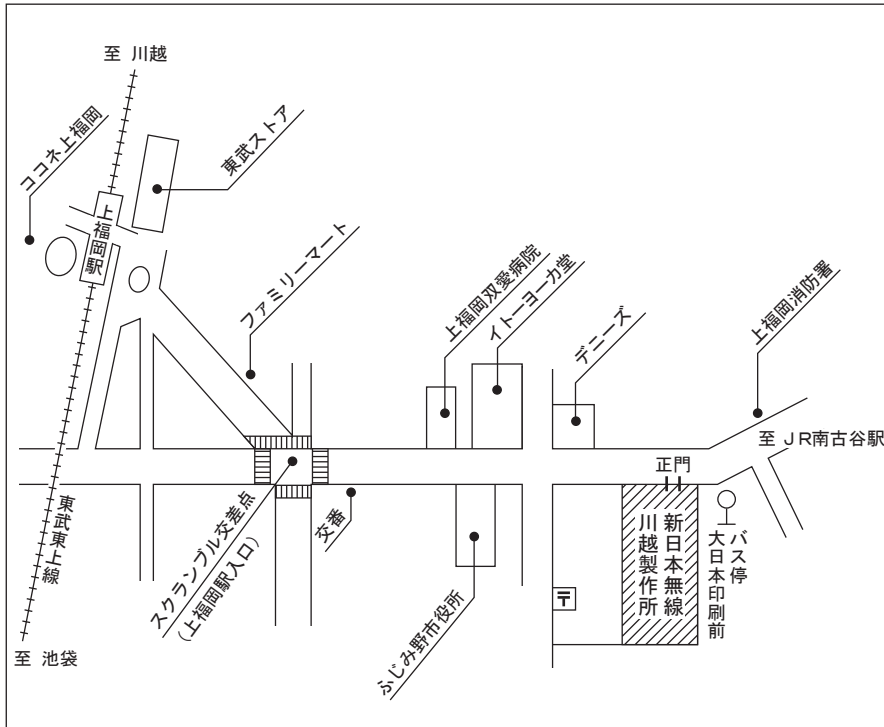 至 川越
ココネ上福岡
東武ストア
上福岡駅
ファミリーマート
上福岡双愛病院
イトーヨーカ堂
デニーズ
上福岡消防署
至 JR南古谷駅
正門
新日本無線
川越製作所
バス停
大日本印刷前
東武東上線
スクランブル交差点
(上福岡駅入口)
交番
ふじみ野市役所
〒
至 池袋